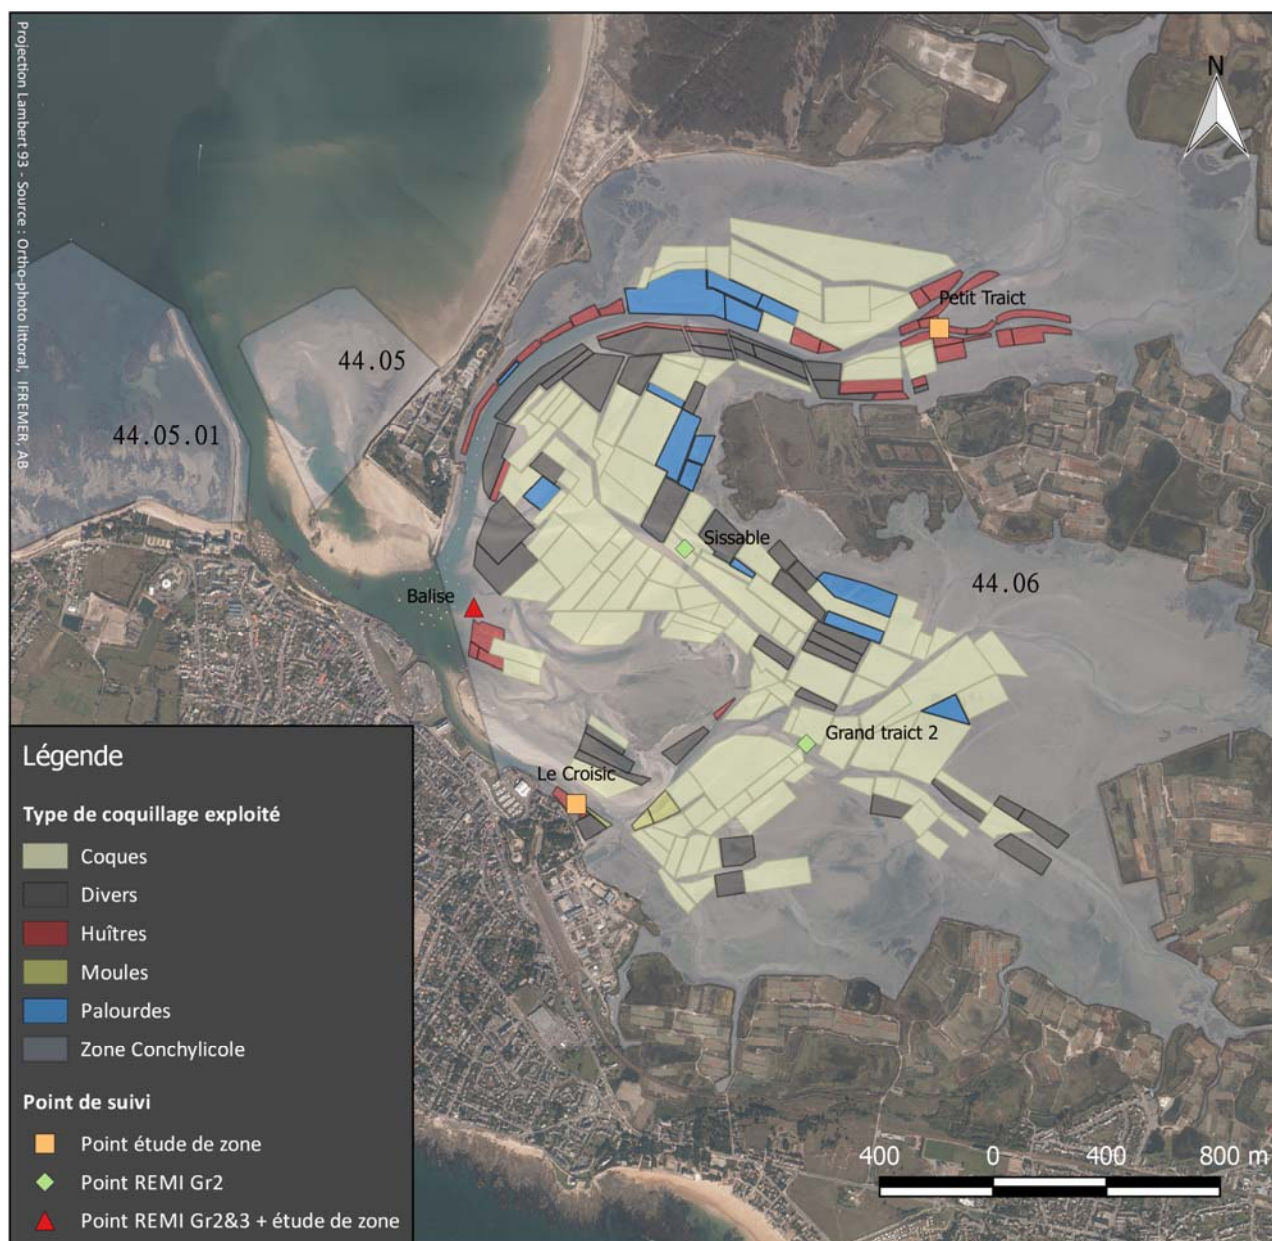 Projection Lambert 93 - Source : Ortho-photo littoral, IFREMER, AB
N
Petit Traict
44.05
44.05.01
Sissable
44.06
Balise
Grand traict 2
Le Croisic
Légende
Type de coquillage exploité
Coques
Divers
Huîtres
Moules
Palourdes
Zone Conchylicole
Point de suivi
Point étude de zone
Point REMI Gr2
Point REMI Gr2&3 + étude de zone
400 0 400 800 m